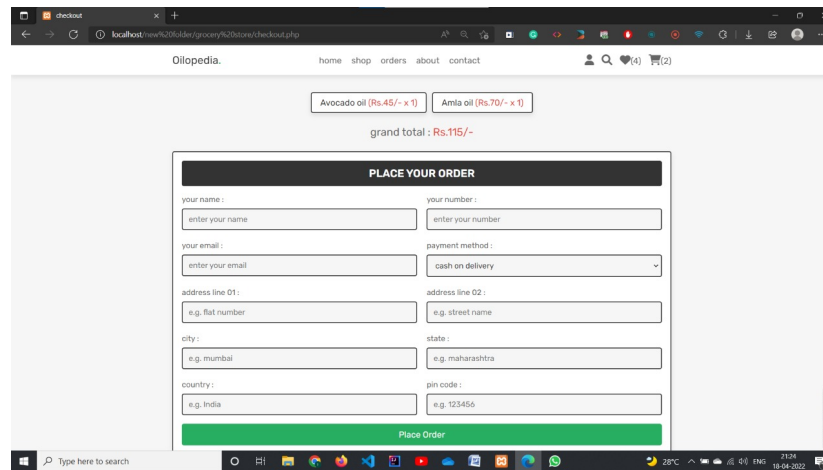 checkout
localhost/new%20folder/grocery%20store/checkout.php
Oilopedia.
home shop orders about contact
(4) (2)
Avocado oil (Rs.45/- x 1) Amla oil (Rs.70/- x 1)
grand total : Rs.115/-
PLACE YOUR ORDER
your name : your number :
enter your name enter your number
your email : payment method :
enter your email cash on delivery
address line 01 : address line 02 :
e.g. flat number e.g. street name
city : state :
e.g. mumbai e.g. maharashtra
country : pin code :
e.g. India e.g. 123456
Place Order
Type here to search
28°C
ENG
21:24
18-04-2022